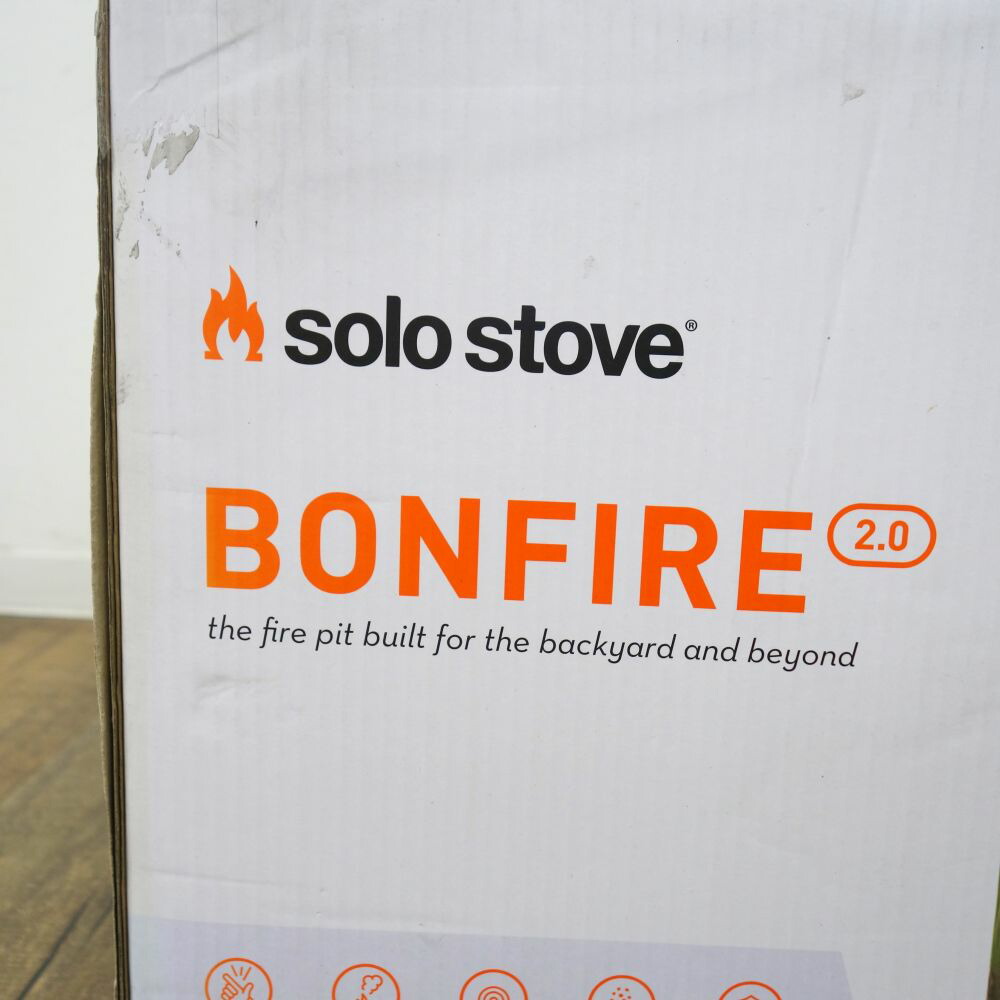 solo stove®
BONFIRE 2.0
the fire pit built for the backyard and beyond